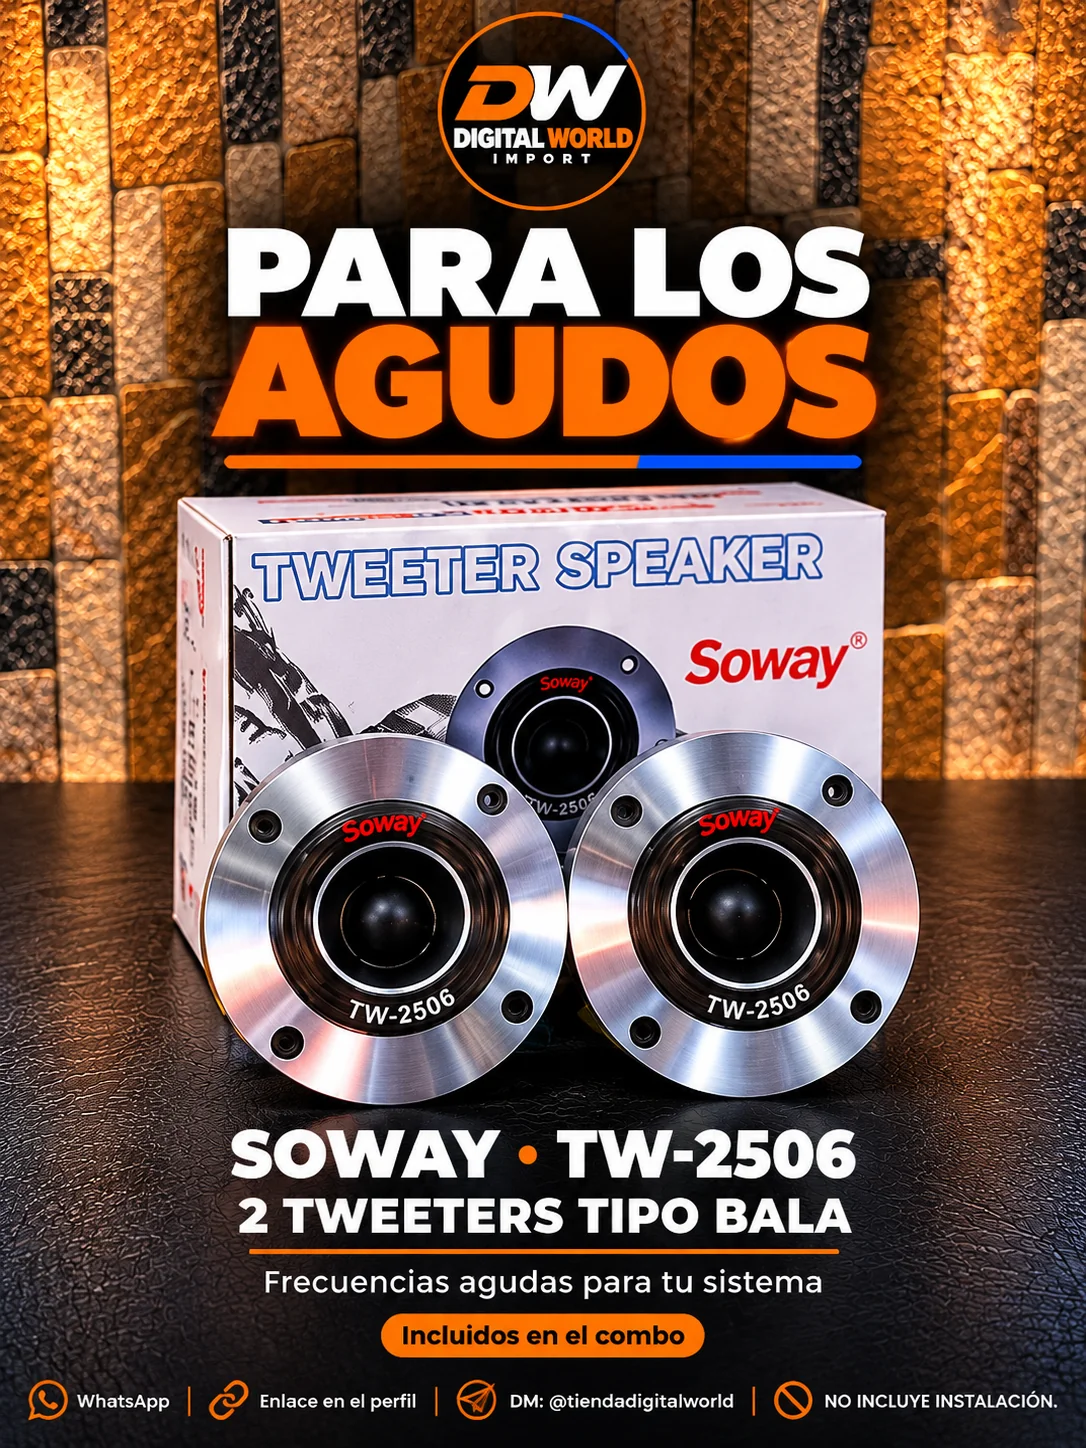 DW
DIGITAL WORLD
IMPORT
PARA LOS
AGUDOS
TWEETER SPEAKER
Soway®
Soway
TW-2506
Soway
TW-2506
Soway
TW-2506
SOWAY • TW-2506
2 TWEETERS TIPO BALA
Frecuencias agudas para tu sistema
Incluidos en el combo
WhatsApp | Enlace en el perfil | DM: @tiendadigitalworld | NO INCLUYE INSTALACIÓN.